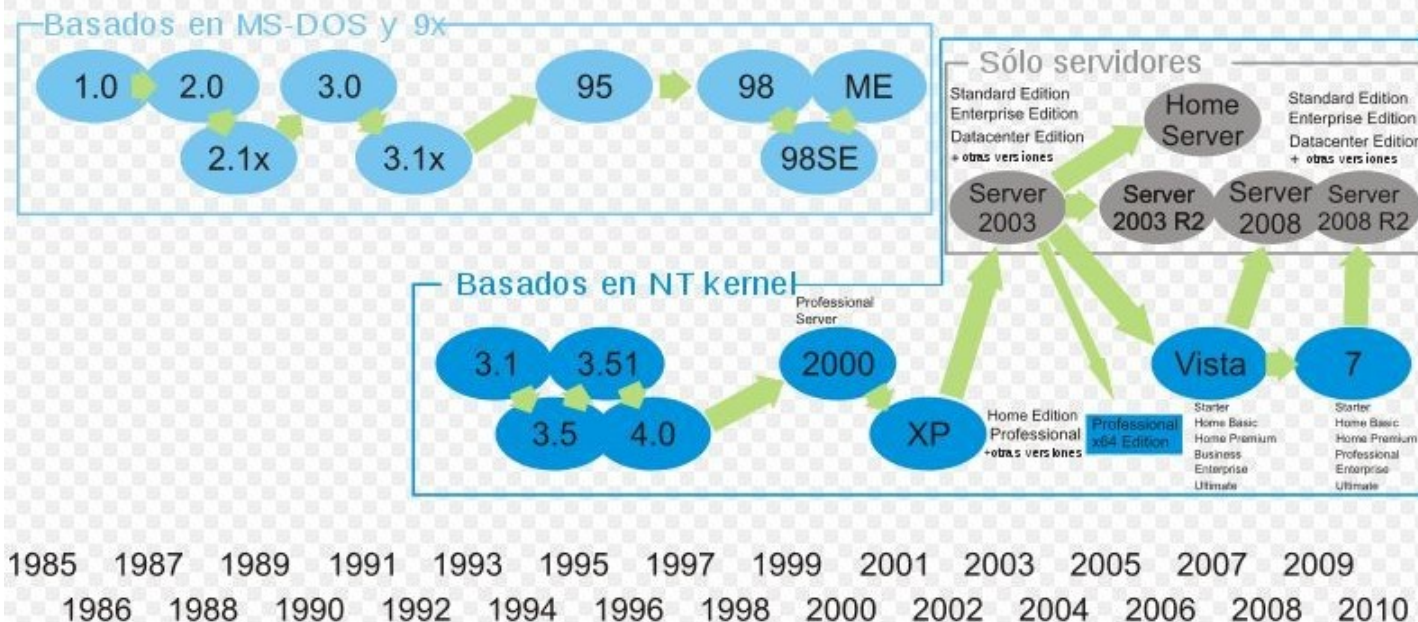 Basados en MS-DOS y 9x
1.0
2.0
3.0
95
98
ME
2.1x
3.1x
98SE
Sólo servidores
Standard Edition
Enterprise Edition
Datacenter Edition
+ otras versiones
Home
Server
Standard Edition
Enterprise Edition
Datacenter Edition
+ otras versiones
Server
2003
Server
2003 R2
Server
2008
Server
2008 R2
Basados en NT kernel
Professional
Server
3.1
3.51
2000
Vista
7
3.5
4.0
XP
Home Edition
Professional
+otras versiones
Professional
x64 Edition
Starter
Home Basic
Home Premium
Business
Enterprise
Ultimate
Starter
Home Basic
Home Premium
Professional
Enterprise
Ultimate
1985 1987 1989 1991 1993 1995 1997 1999 2001 2003 2005 2007 2009
1986 1988 1990 1992 1994 1996 1998 2000 2002 2004 2006 2008 2010